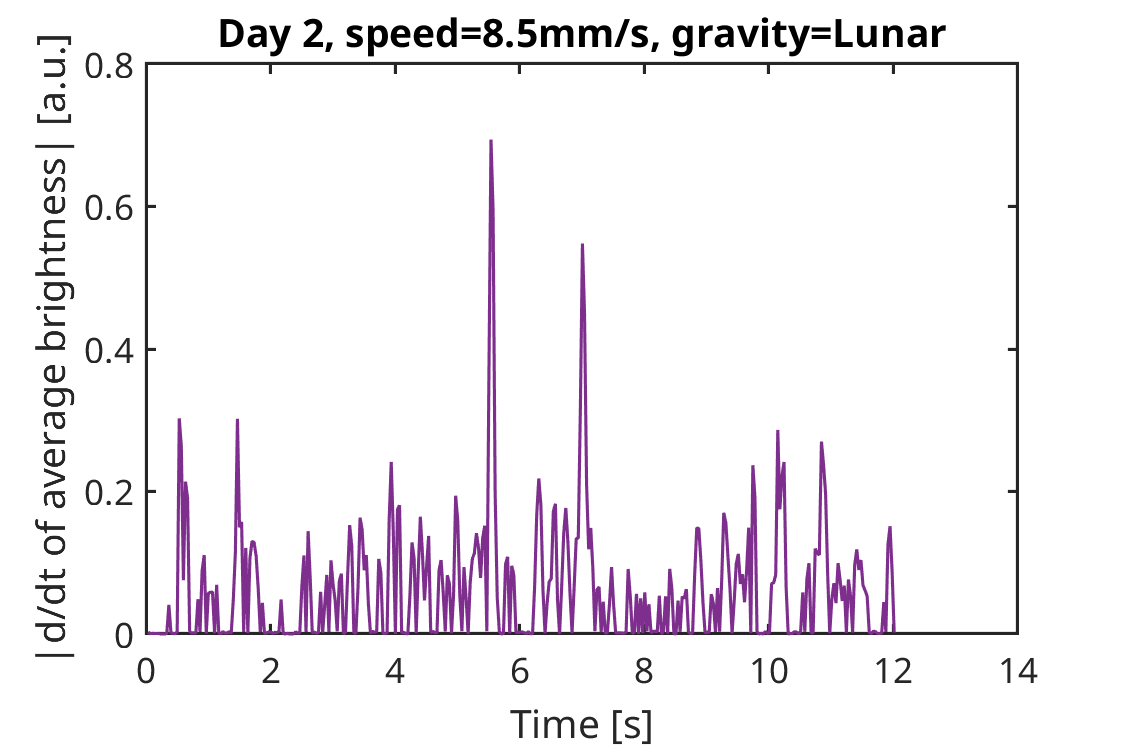 Day 2, speed=8.5mm/s, gravity=Lunar
|d/dt of average brightness| [a.u.]
0.8
0.6
0.4
0.2
0
0 2 4 6 8 10 12 14
Time [s]